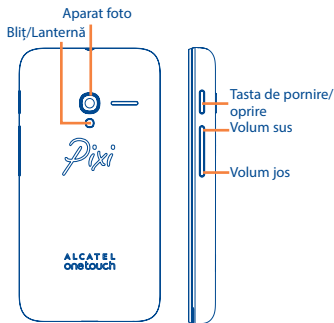 Aparat foto
Bliț/Lanternă
Tasta de pornire/
oprire
Volum sus
Volum jos
Pixi
ALCATEL
onetouch